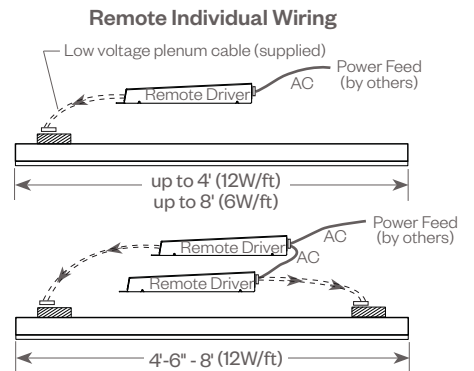 Remote Individual Wiring
Low voltage plenum cable (supplied)
Remote Driver
AC
Power Feed
(by others)
up to 4' (12W/ft)
up to 8' (6W/ft)
Remote Driver
AC
Power Feed
(by others)
AC
Remote Driver
4'-6" - 8' (12W/ft)